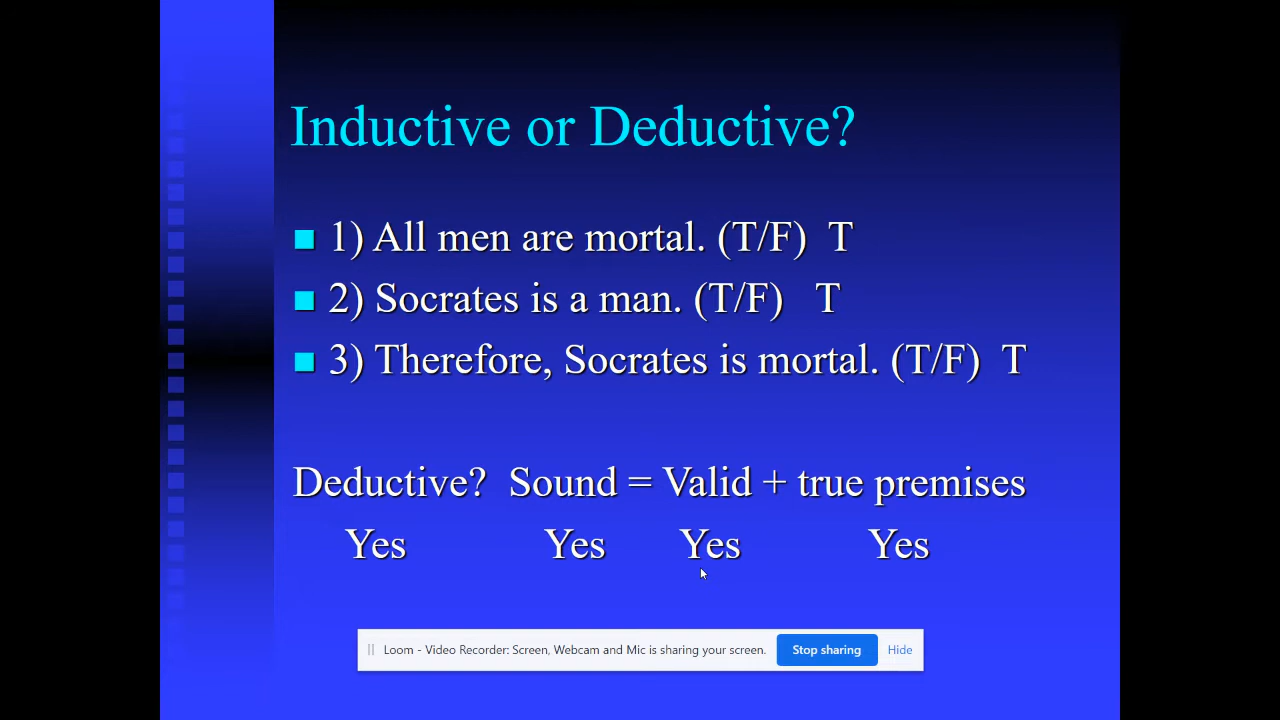 Inductive or Deductive?
1) All men are mortal. (T/F) T
2) Socrates is a man. (T/F) T
3) Therefore, Socrates is mortal. (T/F) T
Deductive? Sound = Valid + true premises
Yes Yes Yes Yes
Loom - Video Recorder: Screen, Webcam and Mic is sharing your screen. Stop sharing Hide